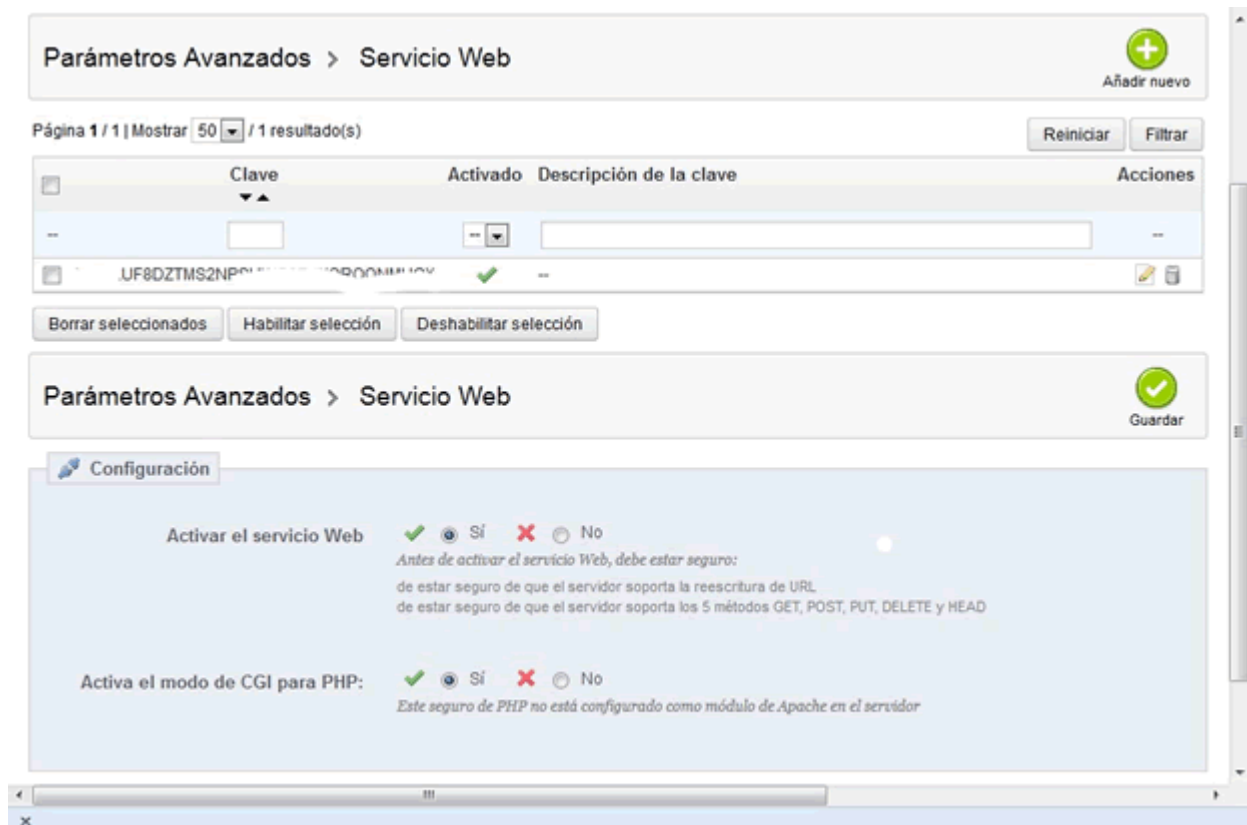 Parámetros Avanzados > Servicio Web
Añadir nuevo
Página 1 / 1 | Mostrar 50 / 1 resultado(s)
Reiniciar Filtrar
Clave Activado Descripción de la clave Acciones
-- -- --
--
Borrar seleccionados Habilitar selección Deshabilitar selección
Parámetros Avanzados > Servicio Web
Guardar
Configuración
Activar el servicio Web Sí No
Antes de activar el servicio Web, debe estar seguro:
de estar seguro de que el servidor soporta la reescritura de URL
de estar seguro de que el servidor soporta los 5 métodos GET, POST, PUT, DELETE y HEAD
Activa el modo de CGI para PHP: Sí No
Este seguro de PHP no está configurado como módulo de Apache en el servidor